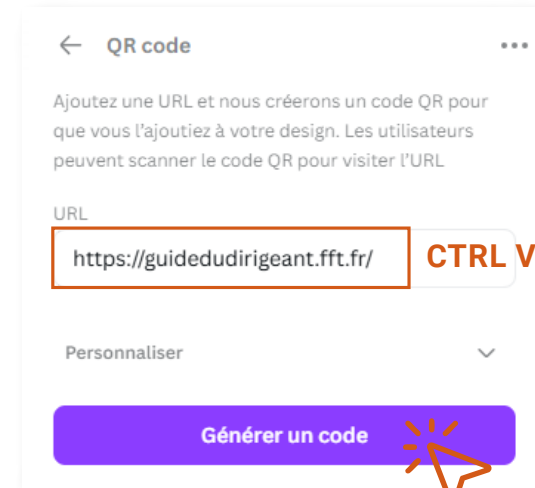 QR code
Ajoutez une URL et nous créerons un code QR pour
que vous l'ajoutiez à votre design. Les utilisateurs
peuvent scanner le code QR pour visiter l'URL
URL
https://guidedudirigeant.fft.fr/ CTRL V
Personnaliser
Générer un code